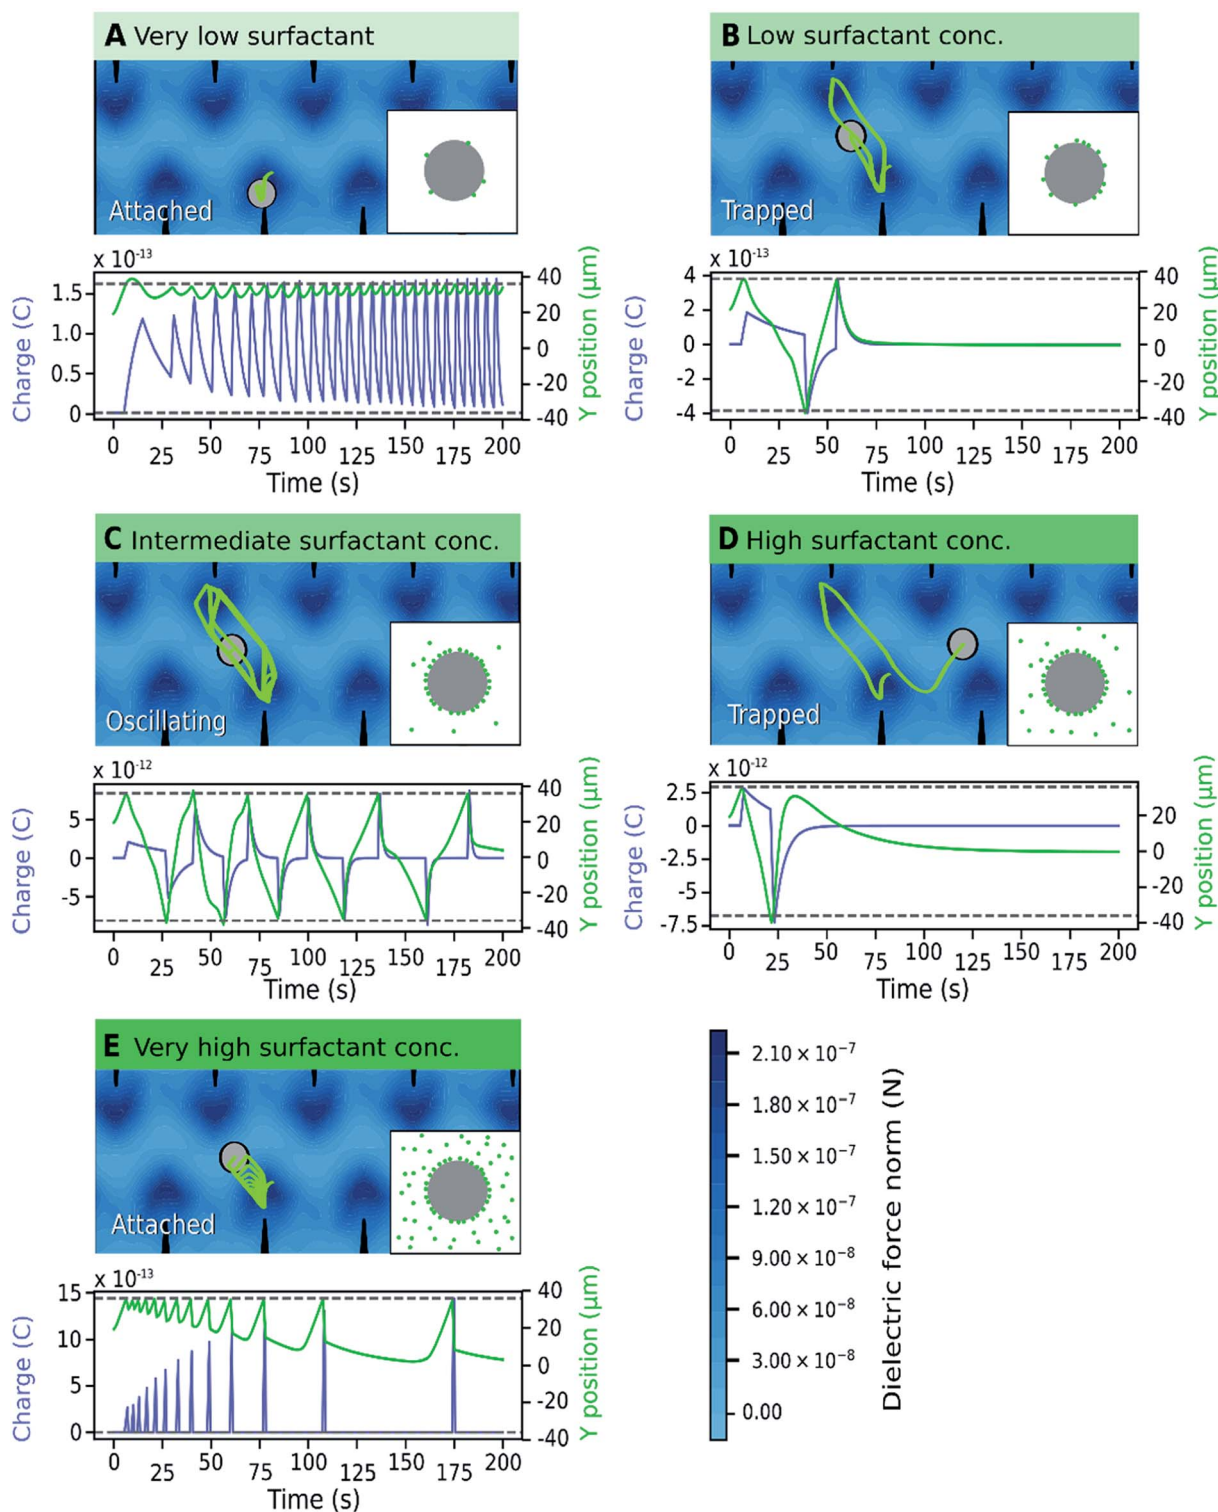 A Very low surfactant
Attached
x 10-13
1.5
1.0
0.5
0
40
20
0
-20
-40
Charge (C)
Y position (μm)
0 25 50 75 100 125 150 175 200
Time (s)
B Low surfactant conc.
Trapped
x 10-13
4
2
0
-2
-4
40
20
0
-20
-40
Charge (C)
Y position (μm)
0 25 50 75 100 125 150 175 200
Time (s)
C Intermediate surfactant conc.
Oscillating
x 10-12
5
0
-5
40
20
0
-20
-40
Charge (C)
Y position (μm)
0 25 50 75 100 125 150 175 200
Time (s)
D High surfactant conc.
Trapped
x 10-12
2.5
0
-2.5
-5
-7.5
20
0
-20
-40
Charge (C)
Y position (μm)
0 25 50 75 100 125 150 175 200
Time (s)
E Very high surfactant conc.
Attached
x 10-13
15
10
5
0
40
20
0
-20
-40
Charge (C)
Y position (μm)
0 25 50 75 100 125 150 175 200
Time (s)
2.10 × 10−7
1.80 × 10−7
1.50 × 10−7
1.20 × 10−7
9.00 × 10−8
6.00 × 10−8
3.00 × 10−8
0.00
Dielectric force norm (N)